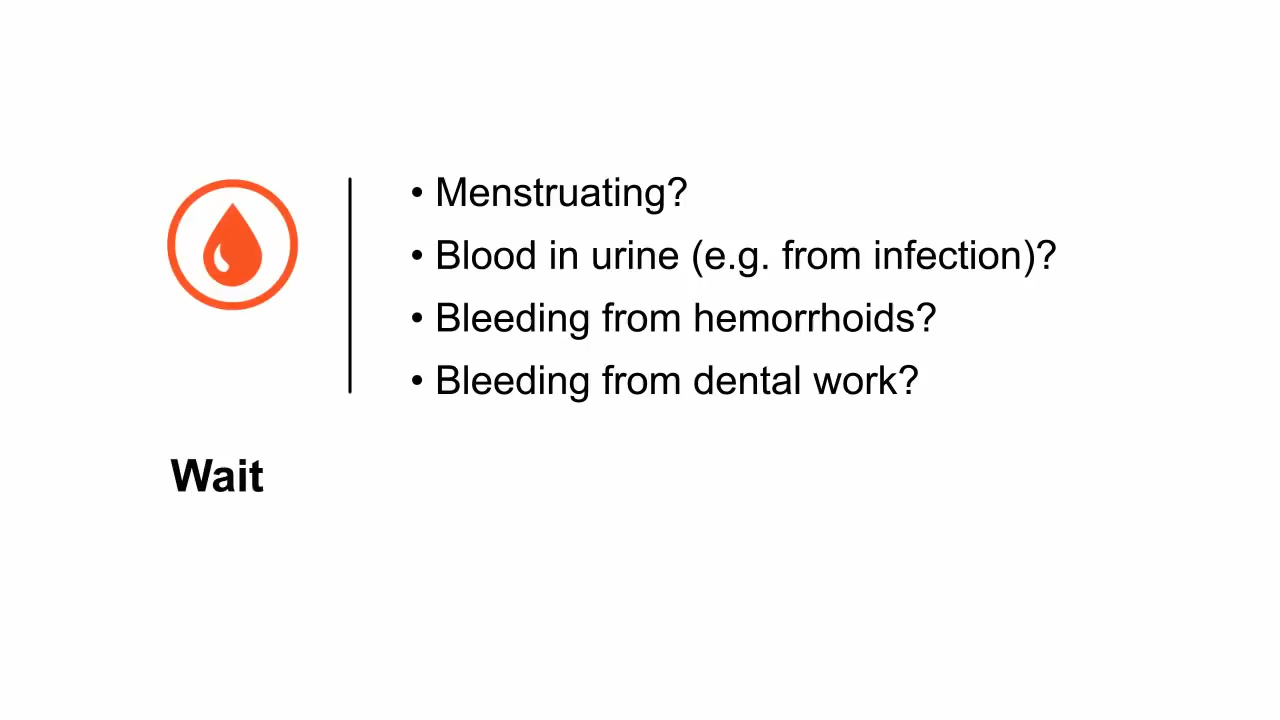 • Menstruating?
• Blood in urine (e.g. from infection)?
• Bleeding from hemorrhoids?
• Bleeding from dental work?
Wait